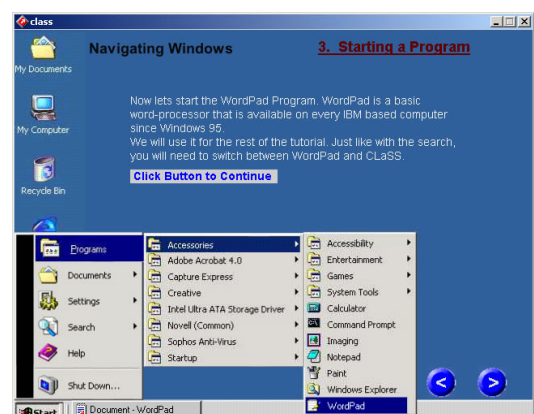 class
Navigating Windows
3. Starting a Program
My Documents
Now lets start the WordPad Program. WordPad is a basic
word-processor that is available on every IBM based computer
since Windows 95.
We will use it for the rest of the tutorial. Just like with the search,
you will need to switch between WordPad and CLaSS.
My Computer
Click Button to Continue
Recycle Bin
Programs
Documents
Settings
Search
Help
Shut Down...
Accessories
Adobe Acrobat 4.0
Capture Express
Creative
Intel Ultra ATA Storage Driver
Novell (Common)
Sophos Anti-Virus
Startup
Accessibility
Entertainment
Games
System Tools
Calculator
Command Prompt
Imaging
Notepad
Paint
Windows Explorer
WordPad
< >
Start
Document - WordPad